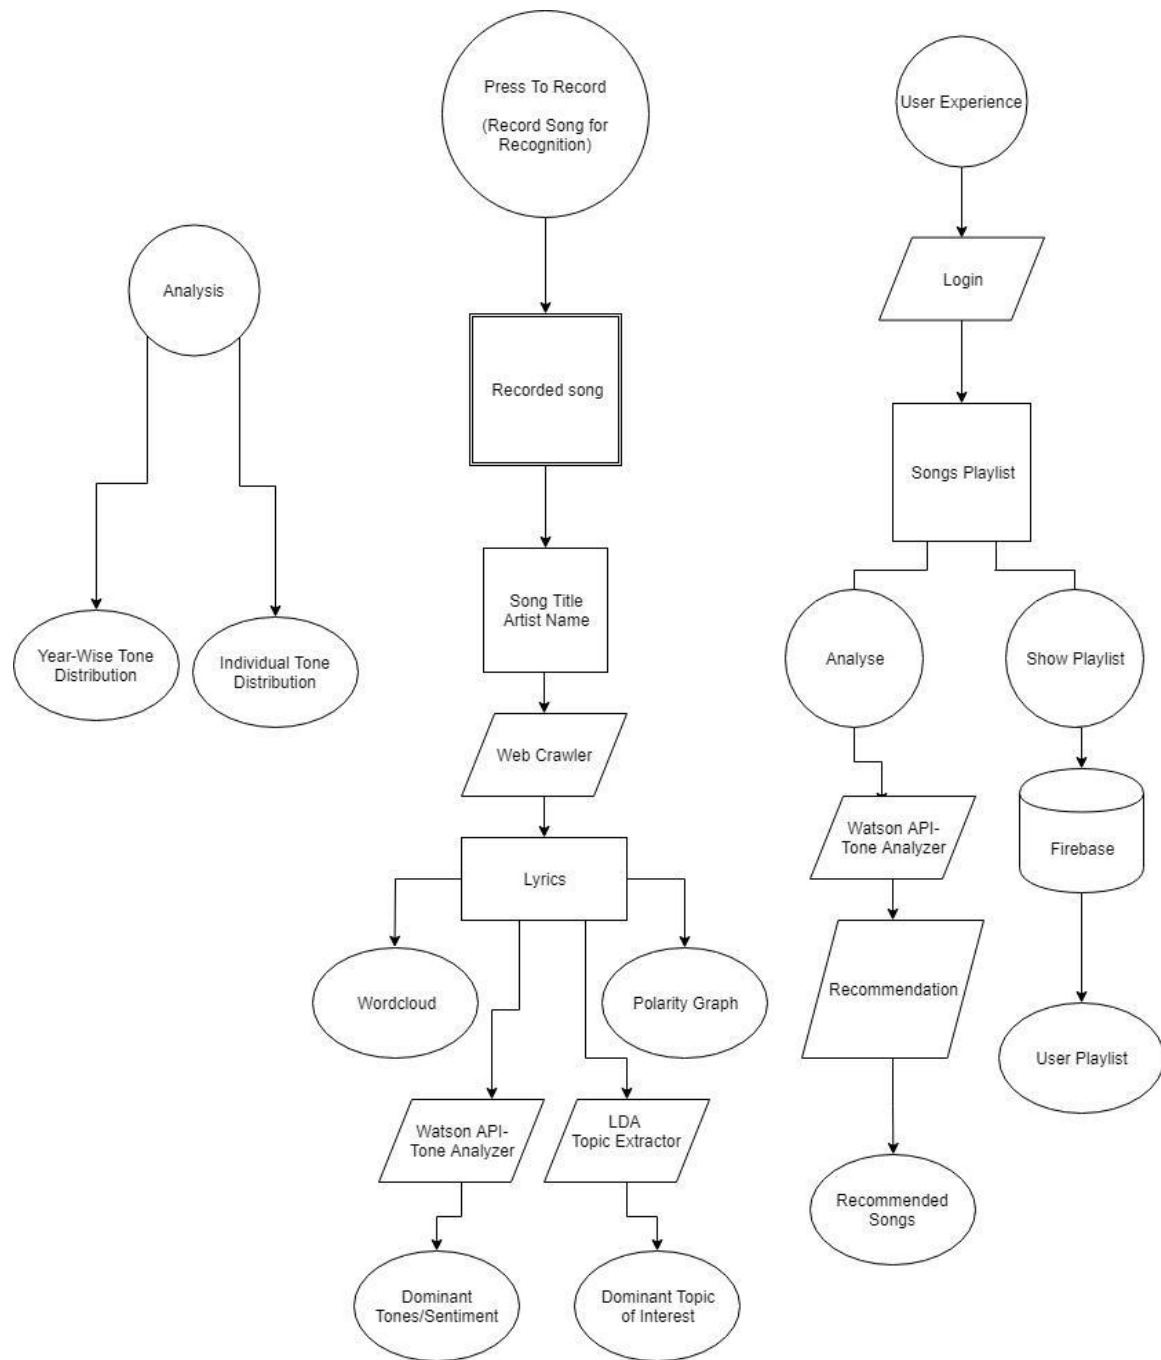 Press To Record
(Record Song for
Recognition)
User Experience
Analysis
Login
Recorded song
Songs Playlist
Song Title
Artist Name
Year-Wise Tone
Distribution
Individual Tone
Distribution
Analyse
Show Playlist
Web Crawler
Watson API-
Tone Analyzer
Firebase
Lyrics
Wordcloud
Polarity Graph
Recommendation
User Playlist
Watson API-
Tone Analyzer
LDA
Topic Extractor
Recommended
Songs
Dominant
Tones/Sentiment
Dominant Topic
of Interest